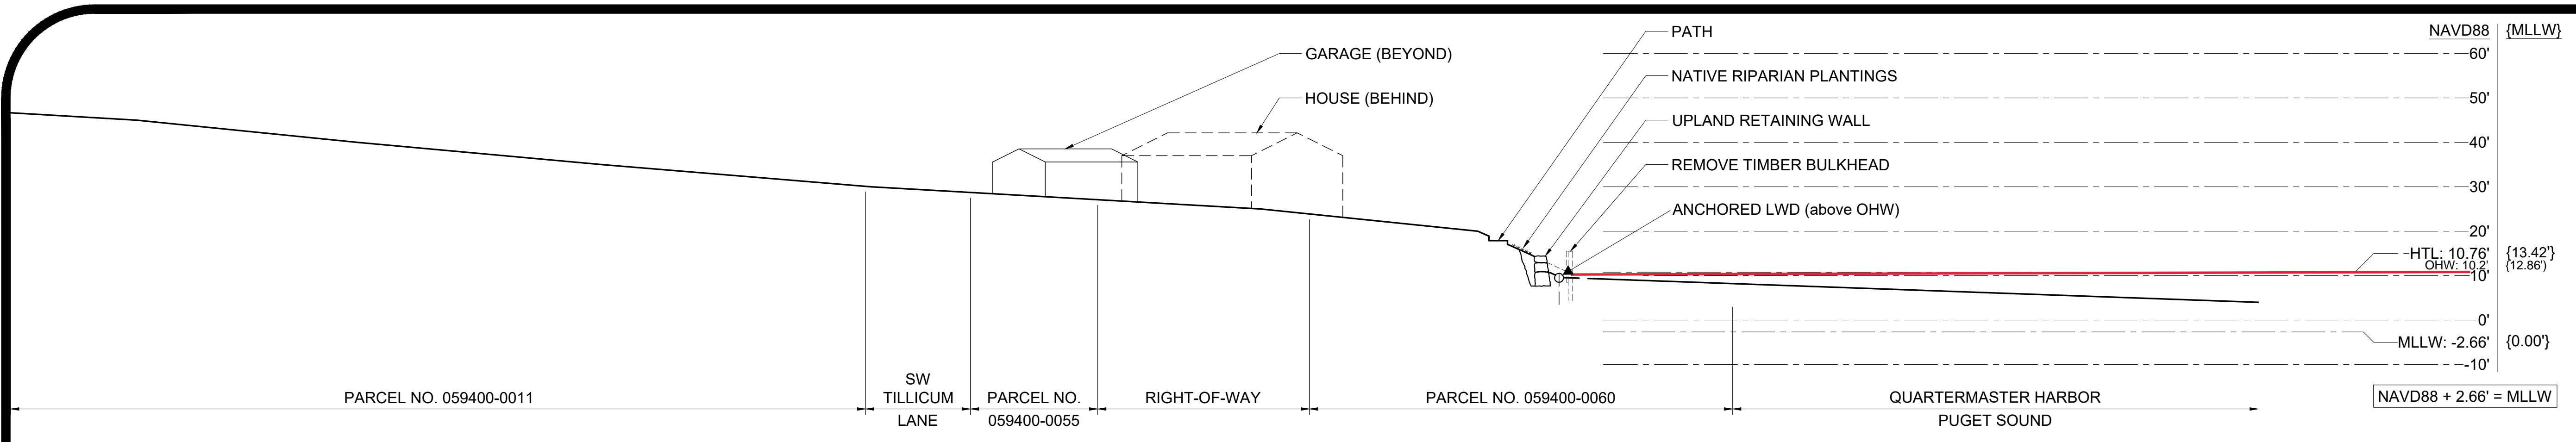 PATH
NAVD88
{MLLW}
GARAGE (BEYOND)
60'
NATIVE RIPARIAN PLANTINGS
HOUSE (BEHIND)
50'
UPLAND RETAINING WALL
40'
REMOVE TIMBER BULKHEAD
30'
ANCHORED LWD (above OHW)
20'
HTL: 10.76'
{13.42'}
OHW: 10.2'
{12.86'}
10'
0'
MLLW: -2.66'
{0.00'}
-10'
PARCEL NO. 059400-0011
SW
TILLICUM
LANE
PARCEL NO.
059400-0055
RIGHT-OF-WAY
PARCEL NO. 059400-0060
QUARTERMASTER HARBOR
PUGET SOUND
NAVD88 + 2.66' = MLLW